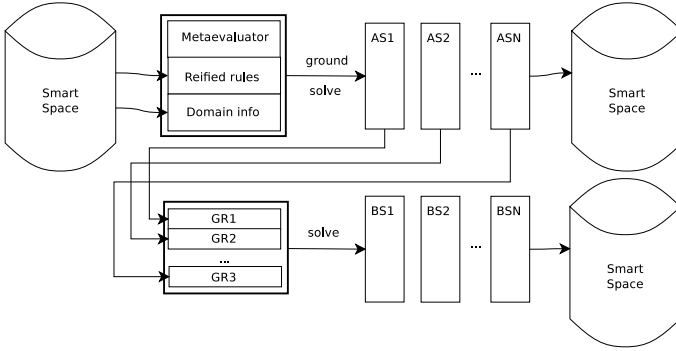 Smart
Space
Metaevaluator
Reified rules
Domain info
ground
solve
AS1
AS2
...
ASN
Smart
Space
GR1
GR2
...
GR3
solve
BS1
BS2
...
BSN
Smart
Space